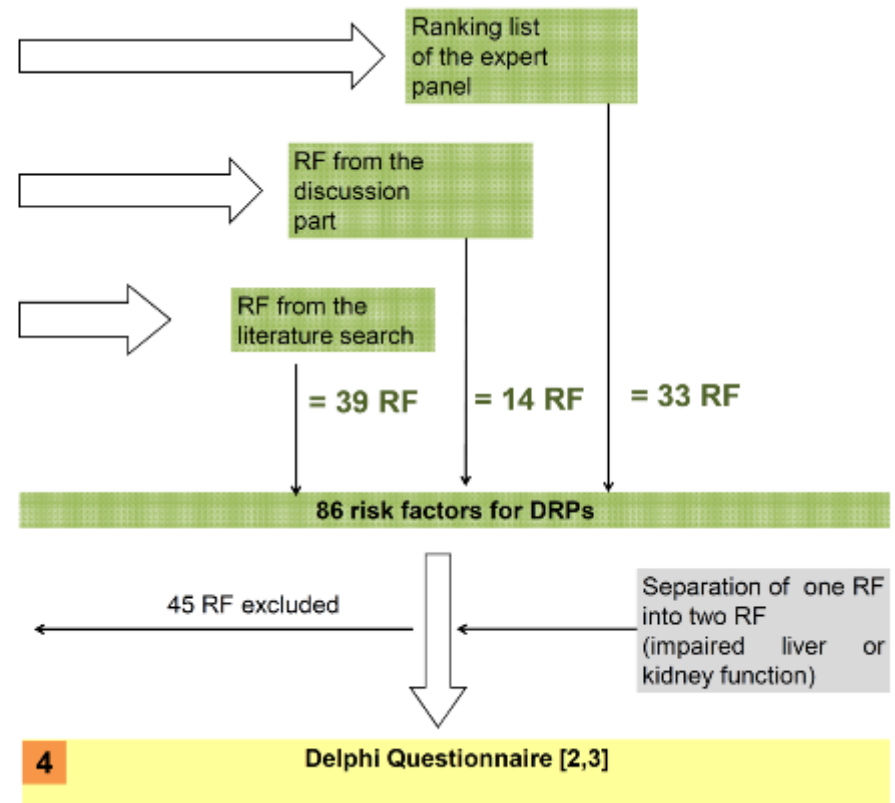 Ranking list
of the expert
panel
RF from the
discussion
part
RF from the
literature search
= 39 RF
= 14 RF
= 33 RF
86 risk factors for DRPs
45 RF excluded
Separation of one RF
into two RF
(impaired liver or
kidney function)
4
Delphi Questionnaire [2,3]